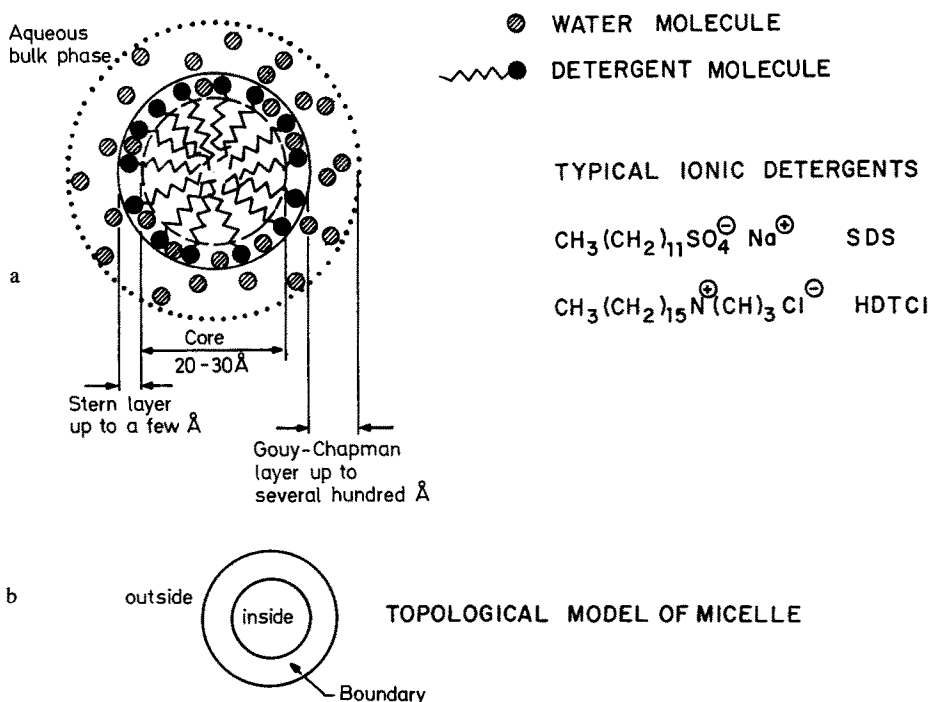 Aqueous
bulk phase
WATER MOLECULE
DETERGENT MOLECULE
TYPICAL IONIC DETERGENTS
CH₃(CH₂)₁₁SO₄⊖ Na⊕ SDS
CH₃(CH₂)₁₅N⊕(CH)₃Cl⊖ HDTCl
a
Core
20-30Å
Stern layer
up to a few Å
Gouy-Chapman
layer up to
several hundred Å
b
outside
inside
TOPOLOGICAL MODEL OF MICELLE
Boundary